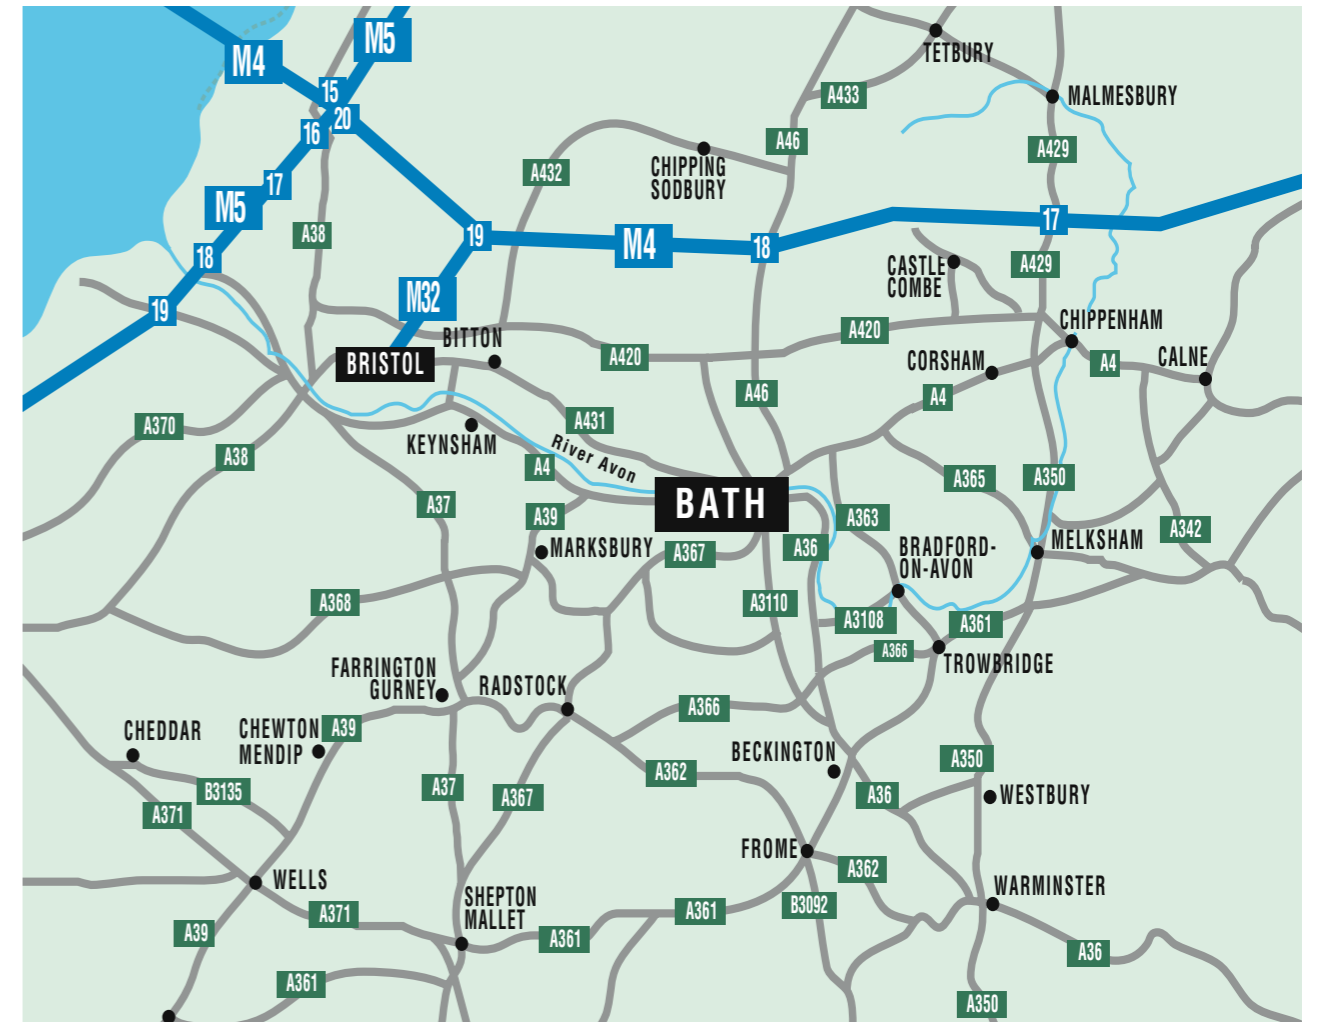 M5
M4
TETBURY
15
A433
MALMESBURY
20
16
A46
A429
CHIPPING
SODBURY
A432
17
M5
17
A38
19
M4
18
18
CASTLE
COMBE
A429
M32
19
CHIPPENHAM
BITTON
A420
BRISTOL
A420
CORSHAM
A4
CALNE
A46
A4
A370
A431
KEYNSHAM
River Avon
A38
A4
A365
A350
A37
BATH
A39
A363
A342
MARKSBURY
A367
A36
BRADFORD-
ON-AVON
MELKSHAM
A368
A3110
A3108
A361
A366
TROWBRIDGE
FARRINGTON
GURNEY
RADSTOCK
A366
CHEDDAR
CHEWTON
MENDIP
A39
BECKINGTON
A350
A362
B3135
A37
A367
A36
WESTBURY
A371
FROME
A362
WELLS
WARMINSTER
SHEPTON
MALLET
A371
A361
B3092
A39
A361
A36
A361
A350